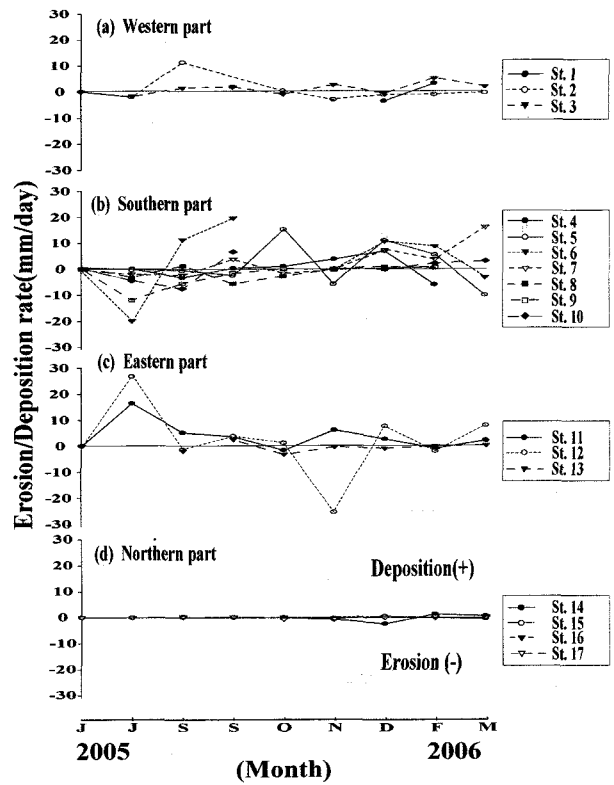 Erosion/Deposition rate(mm/day)
(a) Western part
30
20
10
0
-10
-20
-30
St. 1
St. 2
St. 3
(b) Southern part
30
20
10
0
-10
-20
-30
St. 4
St. 5
St. 6
St. 7
St. 8
St. 9
St. 10
(c) Eastern part
30
20
10
0
-10
-20
-30
St. 11
St. 12
St. 13
(d) Northern part
Deposition(+)
Erosion (-)
30
20
10
0
-10
-20
-30
St. 14
St. 15
St. 16
St. 17
J J S S O N D F M
2005 2006
(Month)